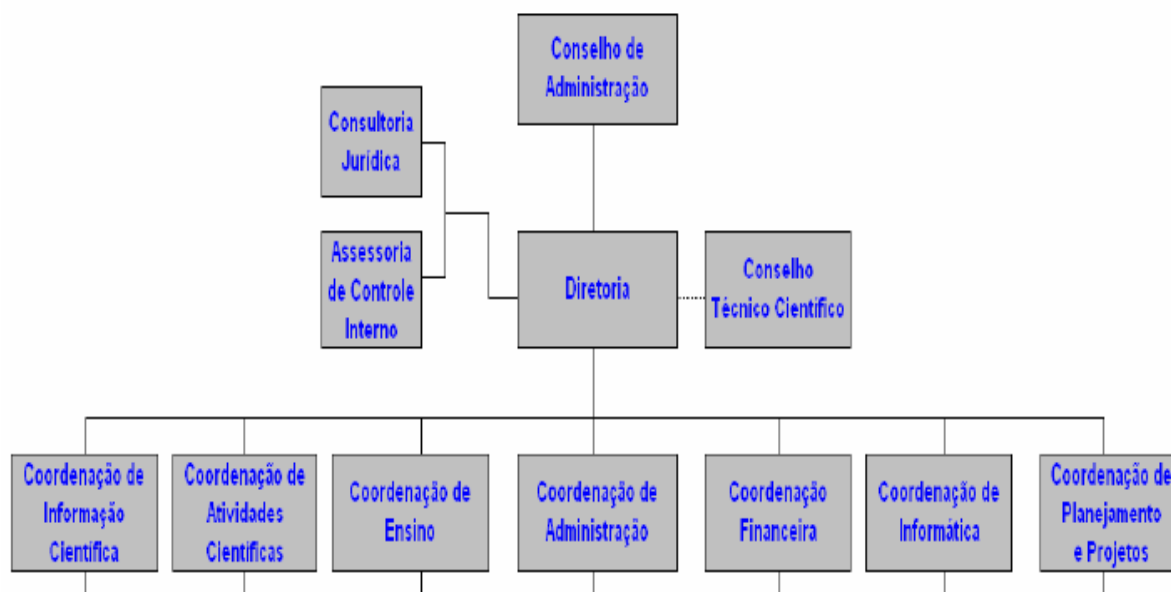 Conselho de
Administração
Consultoria
Jurídica
Assessoria
de Controle
Interno
Diretoria
Conselho
Técnico Científico
Coordenação de
Informação
Científica
Coordenação de
Atividades
Científicas
Coordenação de
Ensino
Coordenação de
Administração
Coordenação
Financeira
Coordenação de
Informática
Coordenação de
Planejamento
e Projetos